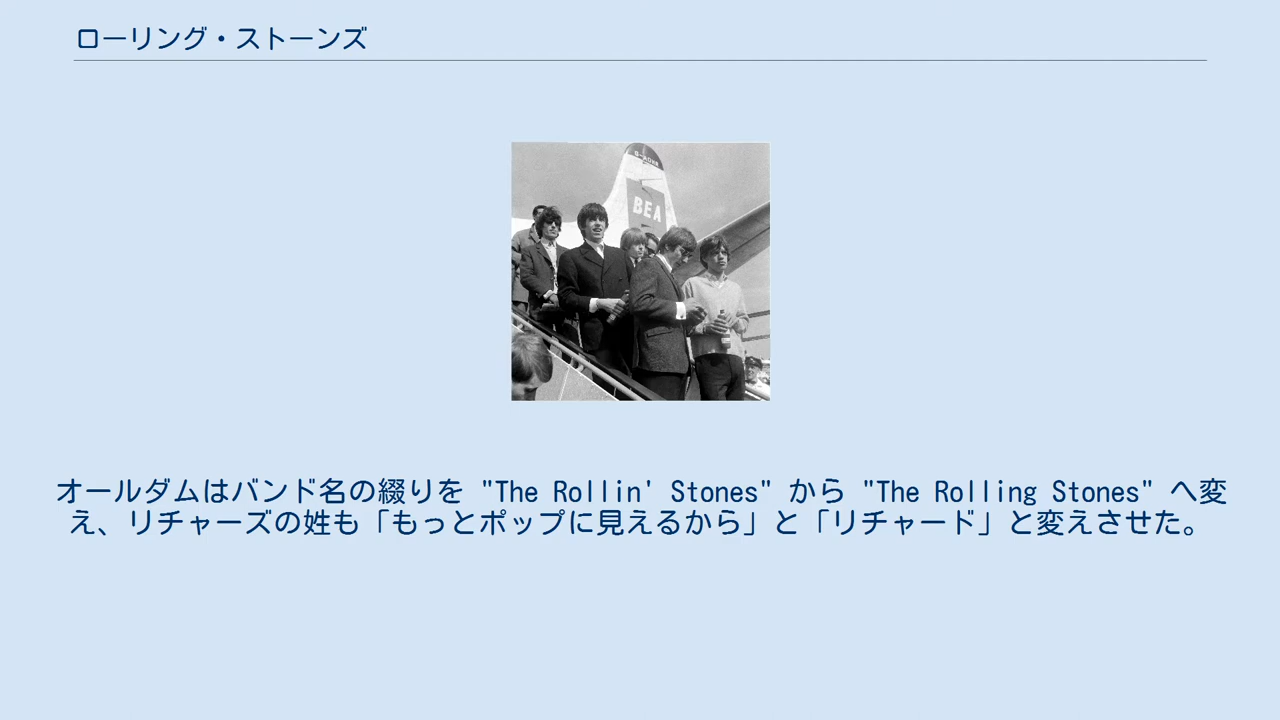 ローリング・ストーンズ
BEA
オールダムはバンド名の綴りを "The Rollin' Stones" から "The Rolling Stones" へ変
え、リチャーズの姓も「もっとポップに見えるから」と「リチャード」と変えさせた。